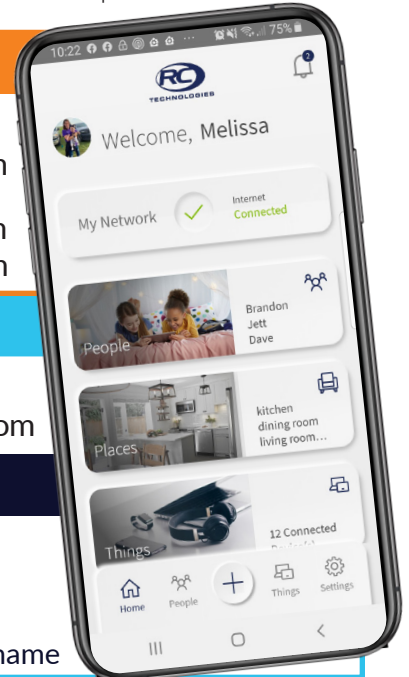 10:22
75%
2
RC
TECHNOLOGIES
Welcome, Melissa
My Network
Internet
Connected
People
Brandon
Jett
Dave
Places
kitchen
dining room
living room...
om
Things
12 Connected
Home
People
+
Things
Settings
name